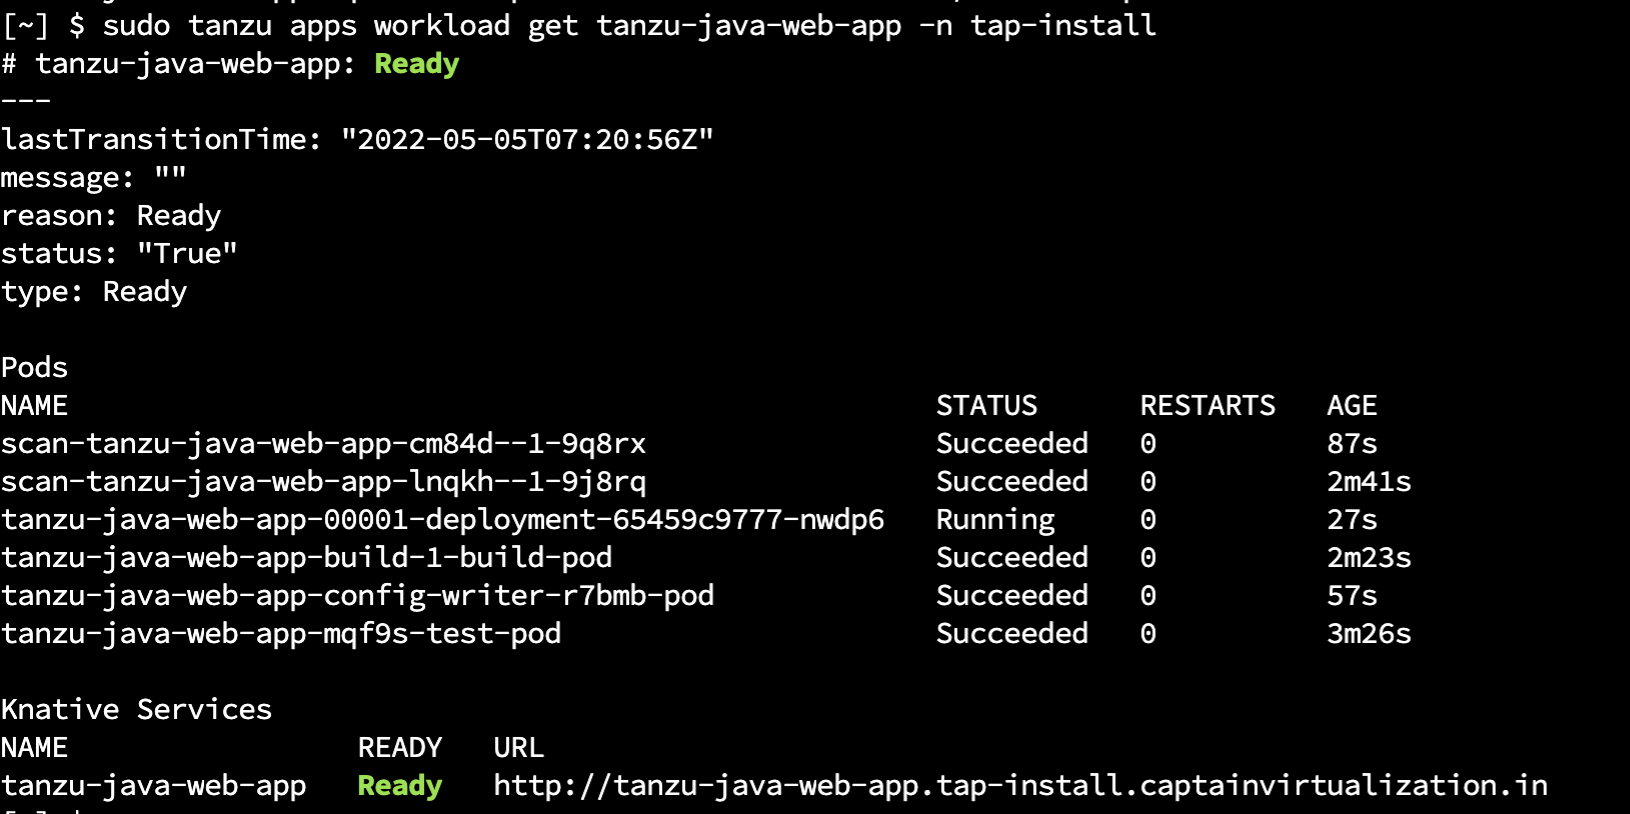 [~] $ sudo tanzu apps workload get tanzu-java-web-app -n tap-install
# tanzu-java-web-app: Ready
---
lastTransitionTime: "2022-05-05T07:20:56Z"
message: ""
reason: Ready
status: "True"
type: Ready
Pods
NAME STATUS RESTARTS AGE
scan-tanzu-java-web-app-cm84d--1-9q8rx Succeeded 0 87s
scan-tanzu-java-web-app-lnqkh--1-9j8rq Succeeded 0 2m41s
tanzu-java-web-app-00001-deployment-65459c9777-nwdp6 Running 0 27s
tanzu-java-web-app-build-1-build-pod Succeeded 0 2m23s
tanzu-java-web-app-config-writer-r7bmb-pod Succeeded 0 57s
tanzu-java-web-app-mqf9s-test-pod Succeeded 0 3m26s
Knative Services
NAME READY URL
tanzu-java-web-app Ready http://tanzu-java-web-app.tap-install.captainvirtualization.in